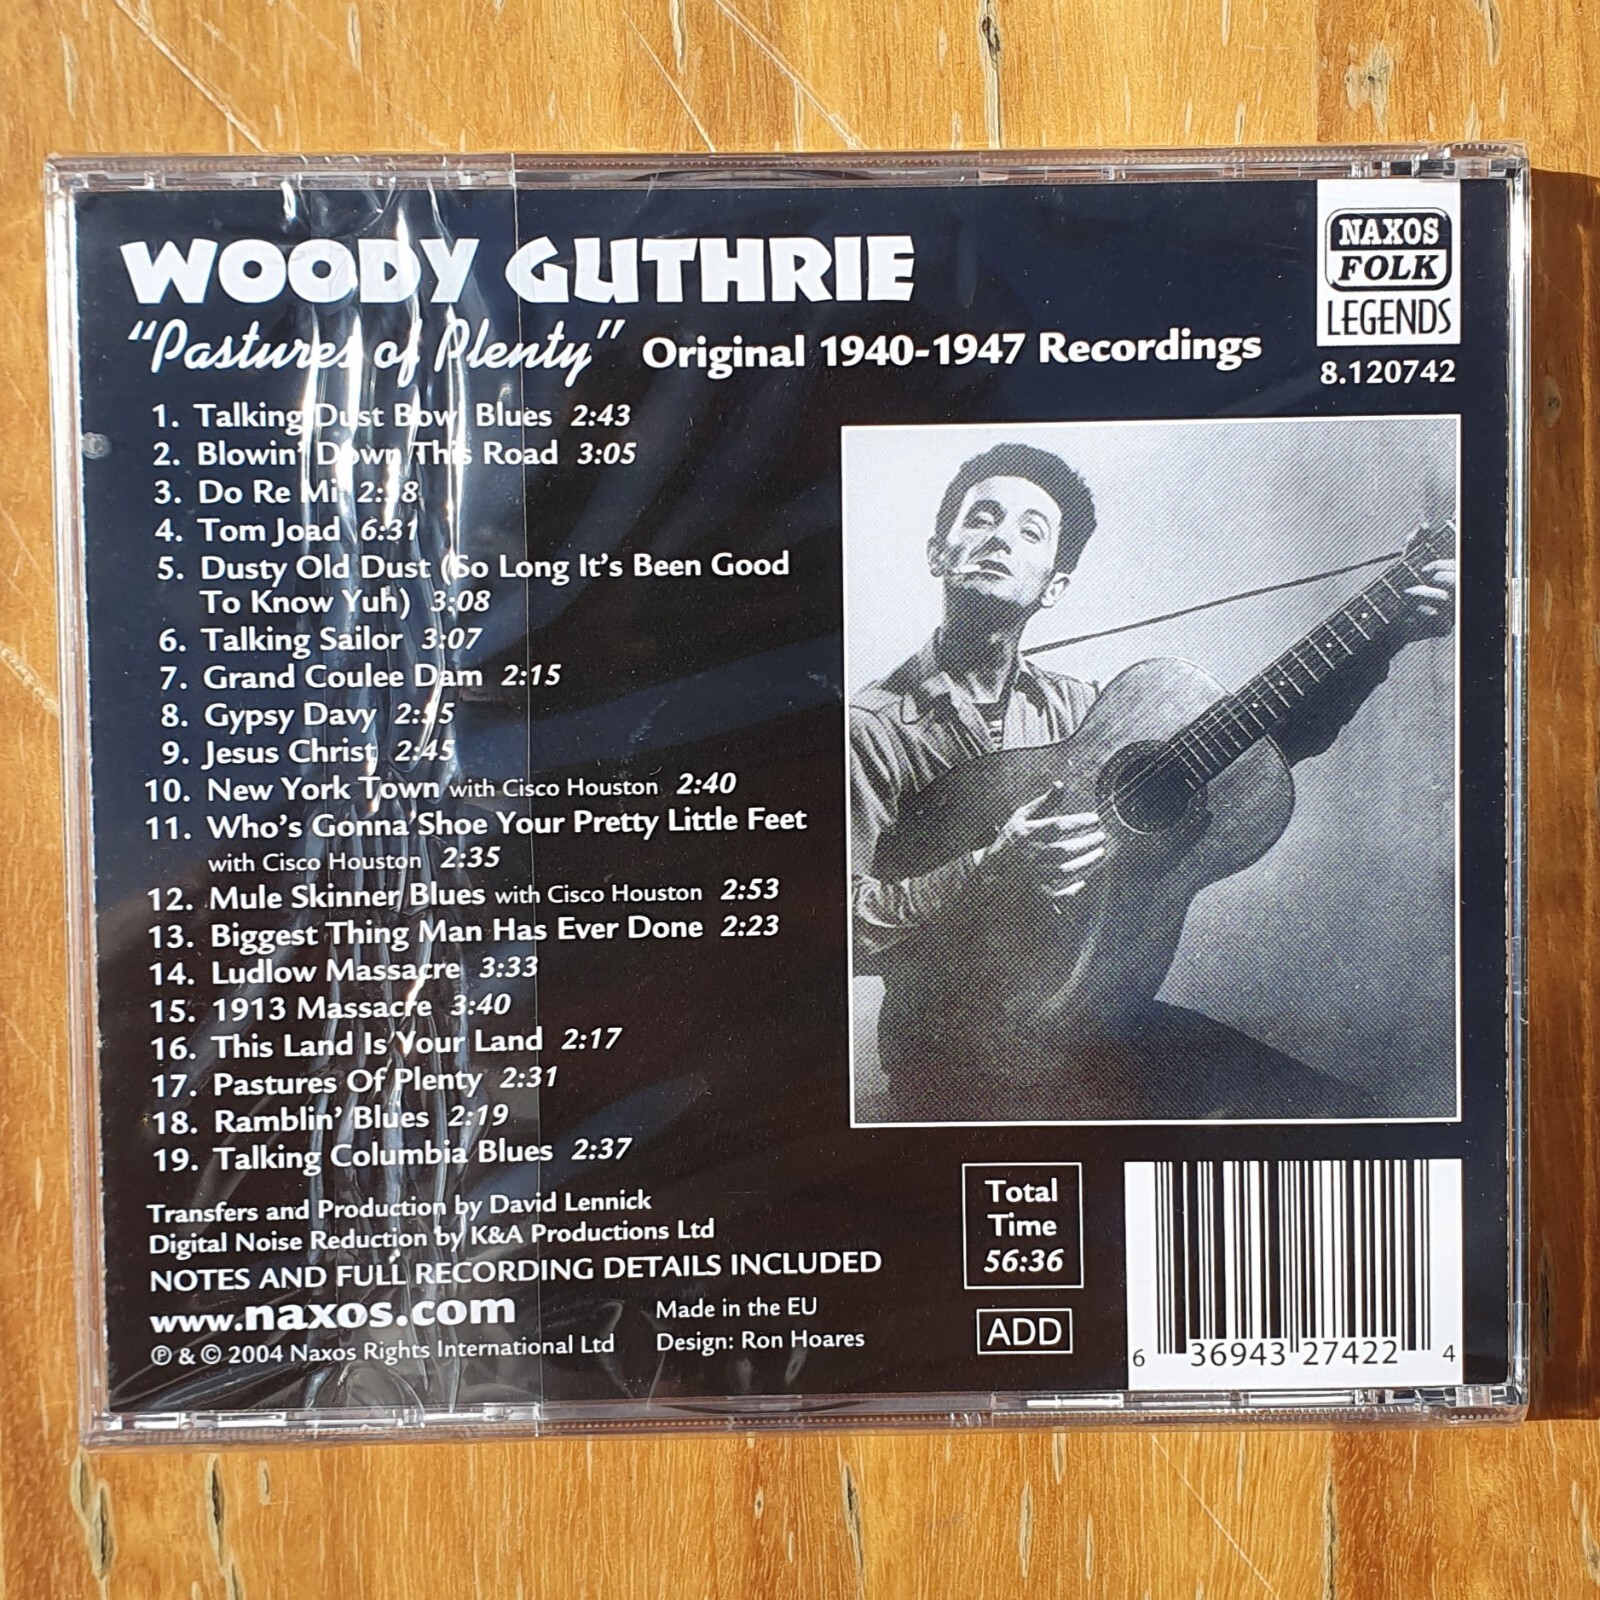 WOODY GUTHRIE
"Pastures of Plenty" Original 1940-1947 Recordings
NAXOS
FOLK
LEGENDS
8.120742
1. Talking Dust Bowl Blues 2:43
2. Blowin' Down This Road 3:05
3. Do Re Mi
4. Tom Joad 6:31
5. Dusty Old Dust (So Long It's Been Good
To Know Yuh) 3:08
6. Talking Sailor 3:07
7. Grand Coulee Dam 2:15
8. Gypsy Davy
9. Jesus Christ 2:45
10. New York Town with Cisco Houston 2:40
11. Who's Gonna Shoe Your Pretty Little Feet
with Cisco Houston 2:35
12. Mule Skinner Blues with Cisco Houston 2:53
13. Biggest Thing Man Has Ever Done 2:23
14. Ludlow Massacre 3:33
15. 1913 Massacre 3:40
16. This Land Is Your Land 2:17
17. Pastures Of Plenty 2:31
18. Ramblin' Blues 2:19
19. Talking Columbia Blues 2:37
Transfers and Production by David Lennick
Digital Noise Reduction by K&A Productions Ltd
NOTES AND FULL RECORDING DETAILS INCLUDED
www.naxos.com
℗ & © 2004 Naxos Rights International Ltd
Made in the EU
Design: Ron Hoares
Total
Time
56:36
ADD
6 36943 27422 4